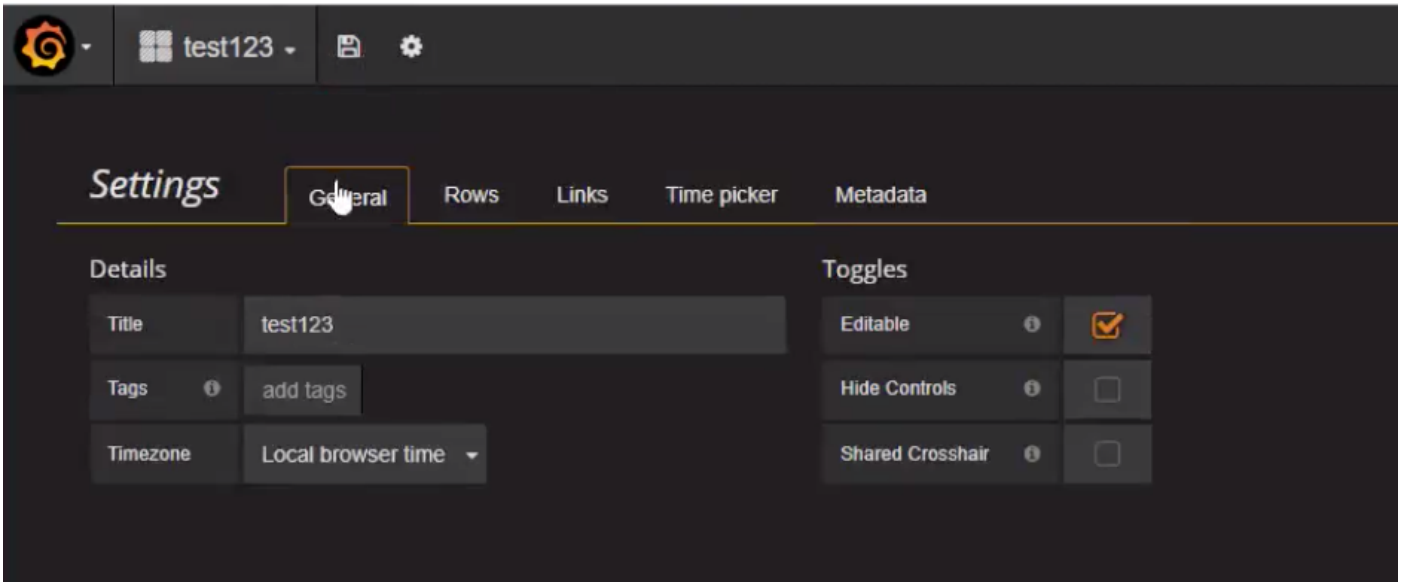 test123
Settings General Rows Links Time picker Metadata
Details
Title test123
Tags add tags
Timezone Local browser time
Toggles
Editable
Hide Controls
Shared Crosshair